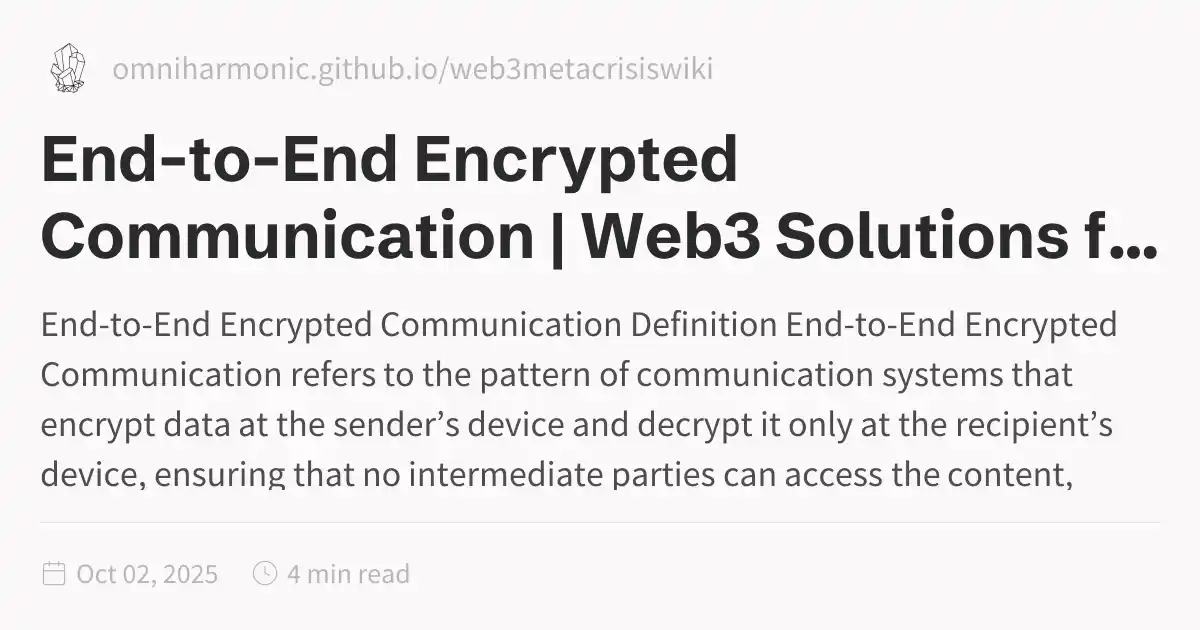 omniharmonic.github.io/web3metacrisiswiki
End-to-End Encrypted
Communication | Web3 Solutions f...
End-to-End Encrypted Communication Definition End-to-End Encrypted
Communication refers to the pattern of communication systems that
encrypt data at the sender’s device and decrypt it only at the recipient’s
device, ensuring that no intermediate parties can access the content,
Oct 02, 2025
4 min read